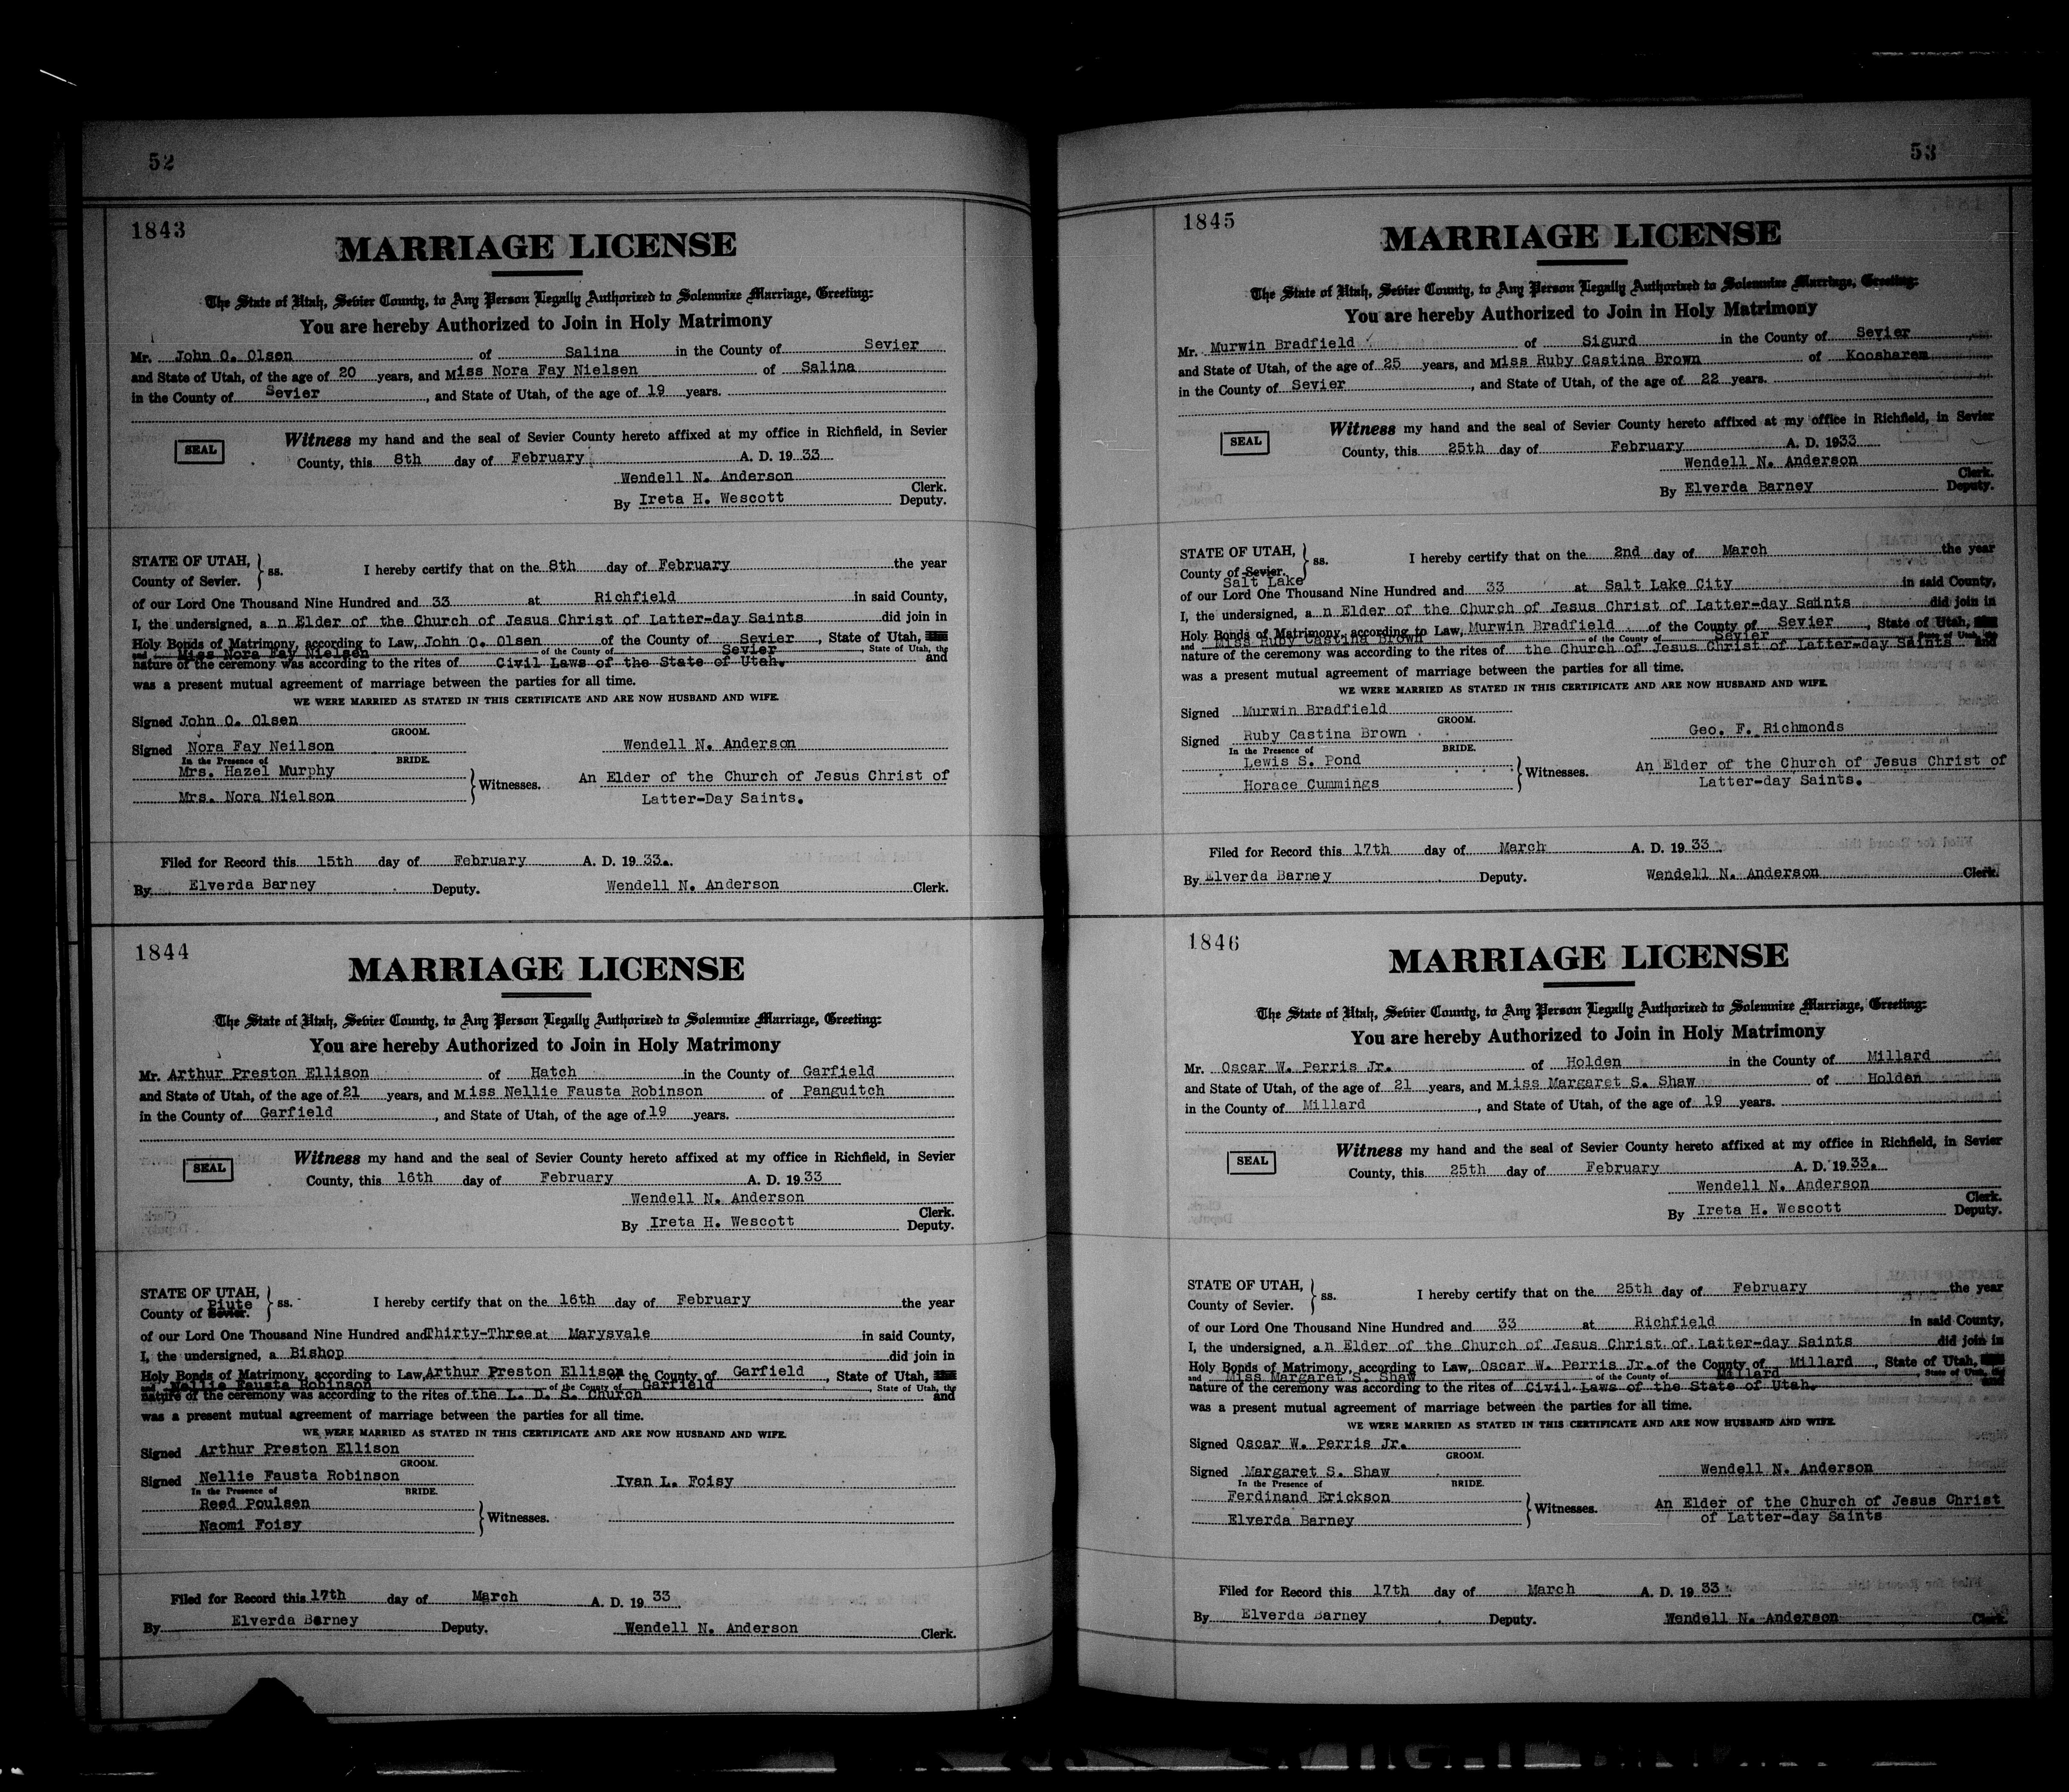 52
1843
MARRIAGE LICENSE
The State of Utah, Sevier County, to Any Person Legally Authorized to Solemnize Marriage, Greeting:
You are hereby Authorized to Join in Holy Matrimony
Mr. John O. Olsen of Salina in the County of Sevier
and State of Utah, of the age of 20 years, and Miss Nora Fay Nielsen of Salina
in the County of Sevier, and State of Utah, of the age of 19 years.
SEAL
Witness my hand and the seal of Sevier County hereto affixed at my office in Richfield, in Sevier
County, this 8th day of February A. D. 1933
Wendell N. Anderson
Clerk.
By Ireta H. Wescott Deputy.
STATE OF UTAH,
County of Sevier. } ss. I hereby certify that on the 8th day of February the year
of our Lord One Thousand Nine Hundred and 33 at Richfield in said County,
I, the undersigned, an Elder of the Church of Jesus Christ of Latter-day Saints did join in
Holy Bonds of Matrimony, according to Law, John O. Olsen of the County of Sevier, State of Utah,
and Miss Nora Fay Nielsen of the County of Sevier, State of Utah, the
nature of the ceremony was according to the rites of Civil Laws of the State of Utah. and
was a present mutual agreement of marriage between the parties for all time.
WE WERE MARRIED AS STATED IN THIS CERTIFICATE AND ARE NOW HUSBAND AND WIFE.
Signed John O. Olsen
GROOM.
Signed Nora Fay Neilson Wendell N. Anderson
In the Presence of BRIDE.
Mrs. Hazel Murphy
Mrs. Nora Nielson } Witnesses. An Elder of the Church of Jesus Christ of
Latter-Day Saints.
Filed for Record this 15th day of February A. D. 1933.
By Elverda Barney Deputy. Wendell N. Anderson Clerk.
1844
MARRIAGE LICENSE
The State of Utah, Sevier County, to Any Person Legally Authorized to Solemnize Marriage, Greeting:
You are hereby Authorized to Join in Holy Matrimony
Mr. Arthur Preston Ellison of Hatch in the County of Garfield
and State of Utah, of the age of 21 years, and Miss Nellie Fausta Robinson of Panguitch
in the County of Garfield, and State of Utah, of the age of 19 years.
SEAL
Witness my hand and the seal of Sevier County hereto affixed at my office in Richfield, in Sevier
County, this 16th day of February A. D. 1933
Wendell N. Anderson
Clerk.
By Ireta H. Wescott Deputy.
STATE OF UTAH,
Piute
County of Sevier. } ss. I hereby certify that on the 16th day of February the year
of our Lord One Thousand Nine Hundred and Thirty-Three at Marysvale in said County,
I, the undersigned, a Bishop did join in
Holy Bonds of Matrimony, according to Law, Arthur Preston Ellison of the County of Garfield, State of Utah,
and Nellie Fausta Robinson of the County of Garfield, State of Utah, the
nature of the ceremony was according to the rites of the L. D. S. Church and
was a present mutual agreement of marriage between the parties for all time.
WE WERE MARRIED AS STATED IN THIS CERTIFICATE AND ARE NOW HUSBAND AND WIFE.
Signed Arthur Preston Ellison
GROOM.
Signed Nellie Fausta Robinson Ivan L. Foisy
In the Presence of BRIDE.
Reed Poulsen
Naomi Foisy } Witnesses.
Filed for Record this 17th day of March A. D. 1933
By Elverda Barney Deputy. Wendell N. Anderson Clerk.
53
1845
MARRIAGE LICENSE
The State of Utah, Sevier County, to Any Person Legally Authorized to Solemnize Marriage, Greeting:
You are hereby Authorized to Join in Holy Matrimony
Mr. Murwin Bradfield of Sigurd in the County of Sevier
and State of Utah, of the age of 25 years, and Miss Ruby Castina Brown of Koosharem
in the County of Sevier, and State of Utah, of the age of 22 years.
SEAL
Witness my hand and the seal of Sevier County hereto affixed at my office in Richfield, in Sevier
County, this 25th day of February A. D. 1933
Wendell N. Anderson
Clerk.
By Elverda Barney Deputy.
STATE OF UTAH,
County of Sevier. } ss. I hereby certify that on the 2nd day of March the year
Salt Lake
of our Lord One Thousand Nine Hundred and 33 at Salt Lake City in said County,
I, the undersigned, an Elder of the Church of Jesus Christ of Latter-day Saints did join in
Holy Bonds of Matrimony, according to Law, Murwin Bradfield of the County of Sevier, State of Utah,
and Miss Ruby Castina Brown of the County of Sevier State of Utah, the
nature of the ceremony was according to the rites of the Church of Jesus Christ of Latter-day Saints and
was a present mutual agreement of marriage between the parties for all time.
WE WERE MARRIED AS STATED IN THIS CERTIFICATE AND ARE NOW HUSBAND AND WIFE.
Signed Murwin Bradfield
GROOM.
Signed Ruby Castina Brown Geo. F. Richmonds
In the Presence of BRIDE.
Lewis S. Pond
Horace Cummings } Witnesses. An Elder of the Church of Jesus Christ of
Latter-day Saints.
Filed for Record this 17th day of March A. D. 1933
By Elverda Barney Deputy. Wendell N. Anderson Clerk.
1846
MARRIAGE LICENSE
The State of Utah, Sevier County, to Any Person Legally Authorized to Solemnize Marriage, Greeting:
You are hereby Authorized to Join in Holy Matrimony
Mr. Oscar W. Perris Jr. of Holden in the County of Millard
and State of Utah, of the age of 21 years, and Miss Margaret S. Shaw of Holden
in the County of Millard, and State of Utah, of the age of 19 years.
SEAL
Witness my hand and the seal of Sevier County hereto affixed at my office in Richfield, in Sevier
County, this 25th day of February A. D. 1933.
Wendell N. Anderson
Clerk.
By Ireta H. Wescott Deputy.
STATE OF UTAH,
County of Sevier. } ss. I hereby certify that on the 25th day of February the year
of our Lord One Thousand Nine Hundred and 33 at Richfield in said County,
I, the undersigned, an Elder of the Church of Jesus Christ of Latter-day Saints did join in
Holy Bonds of Matrimony, according to Law, Oscar W. Perris Jr. of the County of Millard, State of Utah,
and Miss Margaret S. Shaw of the County of Millard, State of Utah, the
nature of the ceremony was according to the rites of Civil Laws of the State of Utah. and
was a present mutual agreement of marriage between the parties for all time.
WE WERE MARRIED AS STATED IN THIS CERTIFICATE AND ARE NOW HUSBAND AND WIFE.
Signed Oscar W. Perris Jr.
GROOM.
Signed Margaret S. Shaw Wendell N. Anderson
In the Presence of BRIDE.
Ferdinand Erickson
Elverda Barney } Witnesses. An Elder of the Church of Jesus Christ
of Latter-day Saints
Filed for Record this 17th day of March A. D. 1933
By Elverda Barney Deputy. Wendell N. Anderson Clerk.